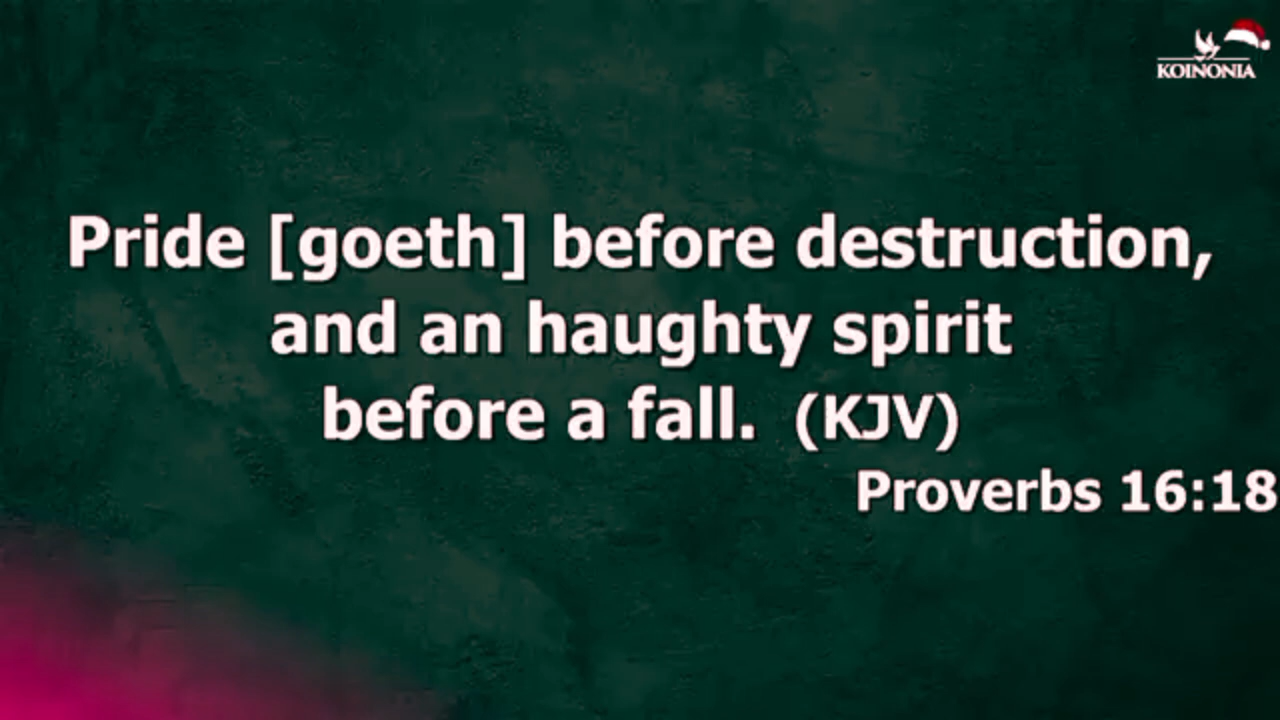 KOINONIA
Pride [goeth] before destruction,
and an haughty spirit
before a fall. (KJV)
Proverbs 16:18